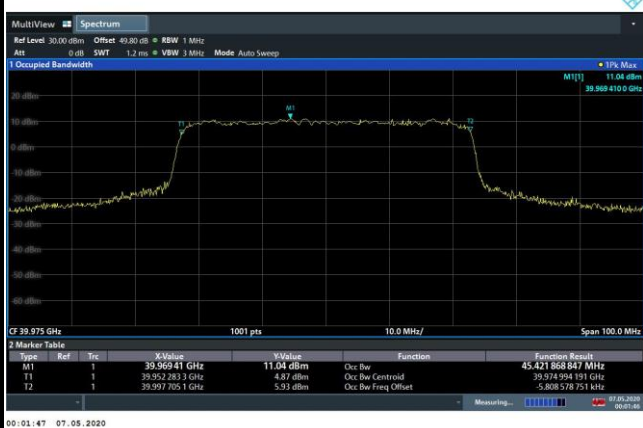 MultiView Spectrum
Ref Level 30.00 dBm Offset 49.80 dB RBW 1 MHz
Att 0 dB SWT 1.2 ms VBW 3 MHz Mode Auto Sweep
1 Occupied Bandwidth 1Pk Max
M1[1] 11.04 dBm
39.969 410 0 GHz
20 dBm
M1
10 dBm
T1 T2
0 dBm
-10 dBm
-20 dBm
-30 dBm
-40 dBm
-50 dBm
-60 dBm
CF 39.975 GHz 1001 pts 10.0 MHz/ Span 100.0 MHz
2 Marker Table
Type Ref Trc X-Value Y-Value Function Function Result
M1 1 39.969 41 GHz 11.04 dBm Occ Bw 45.421 868 847 MHz
T1 1 39.952 283 3 GHz 4.87 dBm Occ Bw Centroid 39.974 994 191 GHz
T2 1 39.997 705 1 GHz 5.93 dBm Occ Bw Freq Offset -5.808 578 751 kHz
Measuring... 07.05.2020
00:01:46
00:01:47 07.05.2020